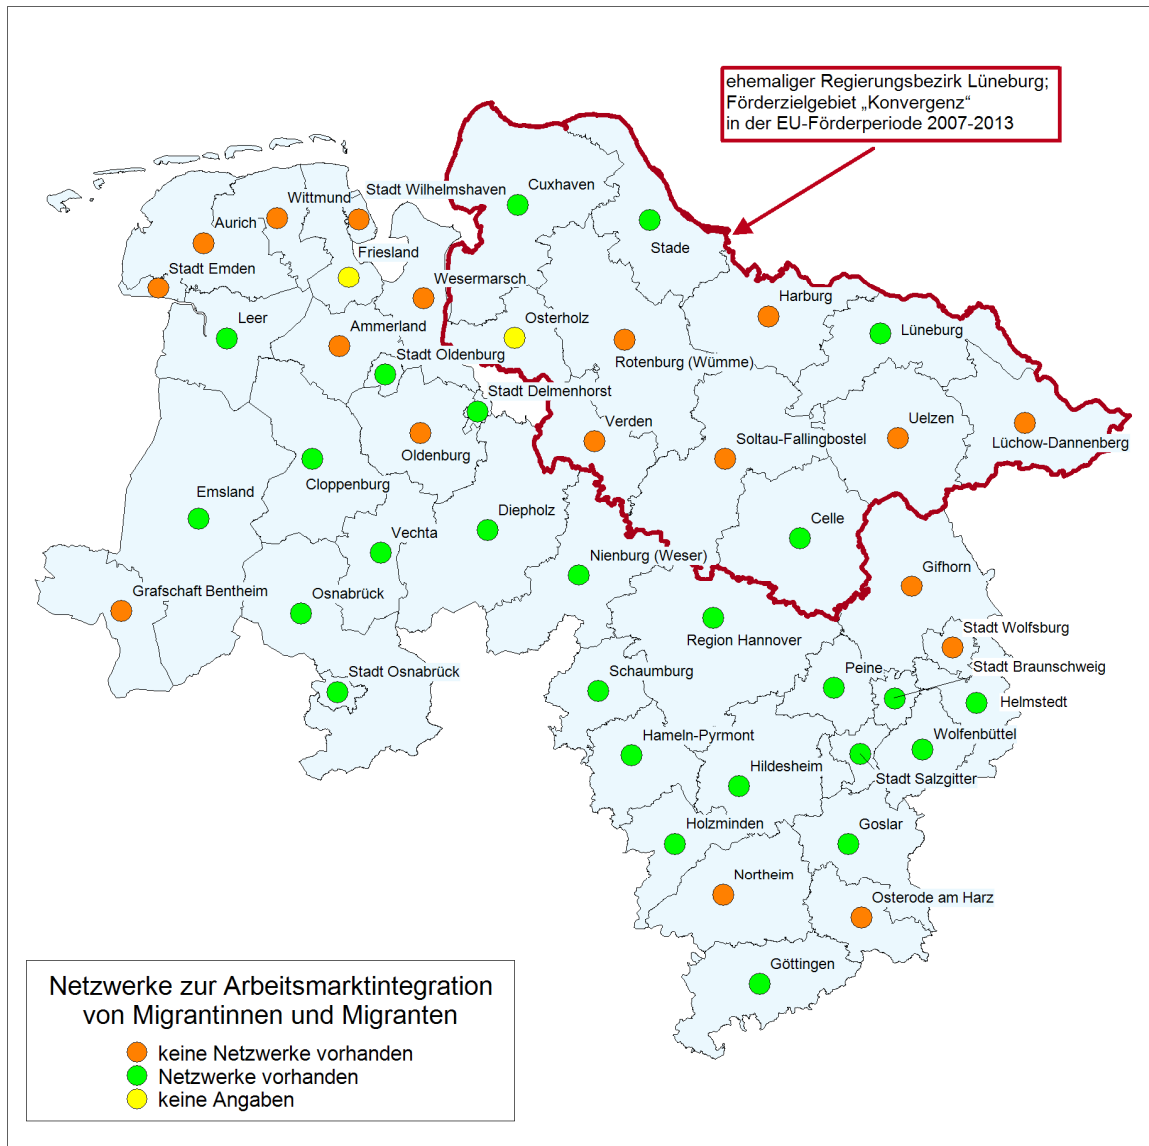 ehemaliger Regierungsbezirk Lüneburg;
Förderzielgebiet „Konvergenz“
in der EU-Förderperiode 2007-2013
Cuxhaven
Stade
Stadt Wilhelmshaven
Wittmund
Aurich
Friesland
Stadt Emden
Wesermarsch
Harburg
Leer
Ammerland
Osterholz
Lüneburg
Stadt Oldenburg
Rotenburg (Wümme)
Stadt Delmenhorst
Verden
Uelzen
Oldenburg
Soltau-Fallingbostel
Lüchow-Dannenberg
Cloppenburg
Emsland
Diepholz
Celle
Vechta
Nienburg (Weser)
Gifhorn
Grafschaft Bentheim
Osnabrück
Stadt Wolfsburg
Region Hannover
Stadt Osnabrück
Schaumburg
Peine
Stadt Braunschweig
Helmstedt
Hameln-Pyrmont
Wolfenbüttel
Hildesheim
Stadt Salzgitter
Holzminden
Goslar
Northeim
Osterode am Harz
Göttingen
Netzwerke zur Arbeitsmarktintegration
von Migrantinnen und Migranten
keine Netzwerke vorhanden
Netzwerke vorhanden
keine Angaben